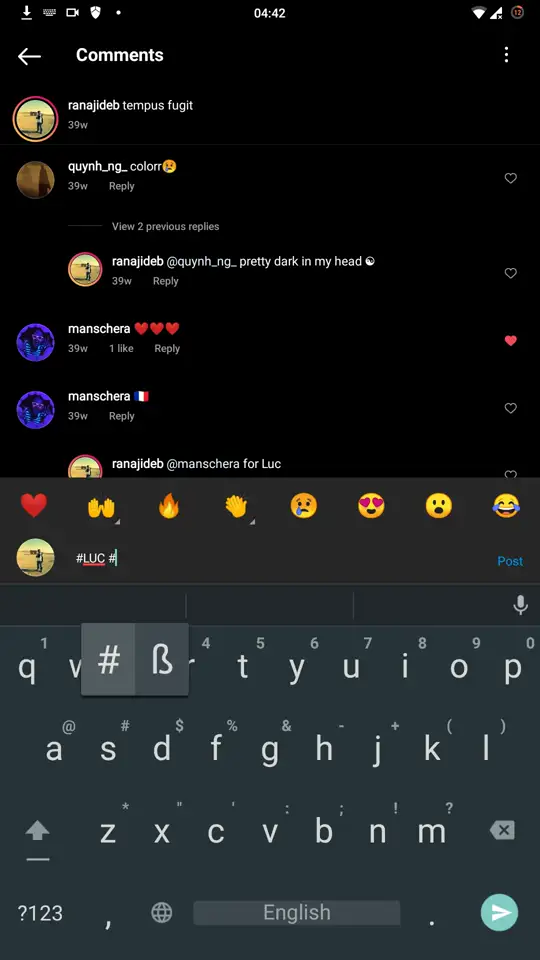 04:42
12
Comments
ranajideb tempus fugit
39w
quynh_ng_ colorr😢
39w Reply
View 2 previous replies
ranajideb @quynh_ng_ pretty dark in my head ☯
39w Reply
manschera ❤️❤️❤️
39w 1 like Reply
manschera 🇫🇷
39w Reply
ranajideb @manschera for Luc
❤️ 🙌 🔥 👏 😢 😍 😮 😂
#LUC #
Post
1 4 5 6 7 8 9 0
q w # ß r t y u i o p
@ # $ % & - + ( )
a s d f g h j k l
* " ' : ; ! ?
z x c v b n m
?123 , English .